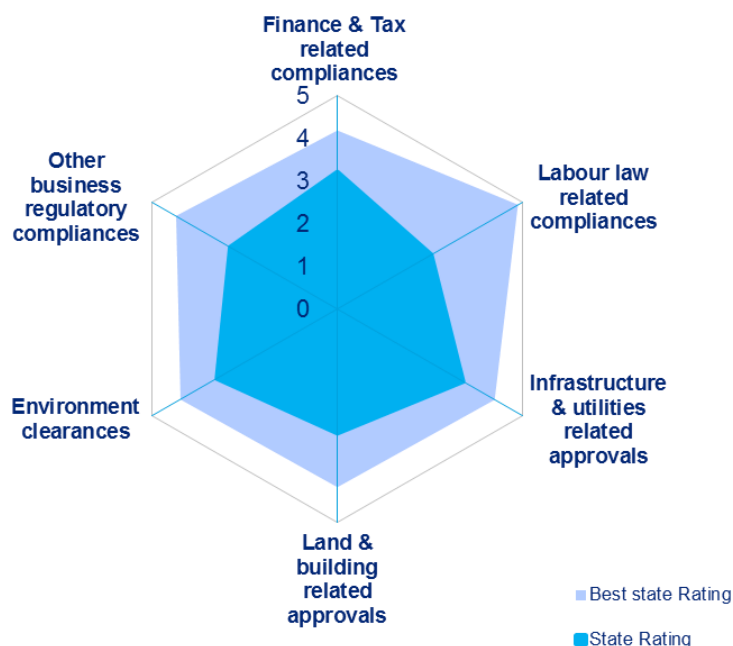 Finance & Tax
related
compliances
5
4
3
2
1
0
Labour law
related
compliances
Infrastructure
& utilities
related
approvals
Land &
building
related
approvals
Environment
clearances
Other
business
regulatory
compliances
Best state Rating
State Rating